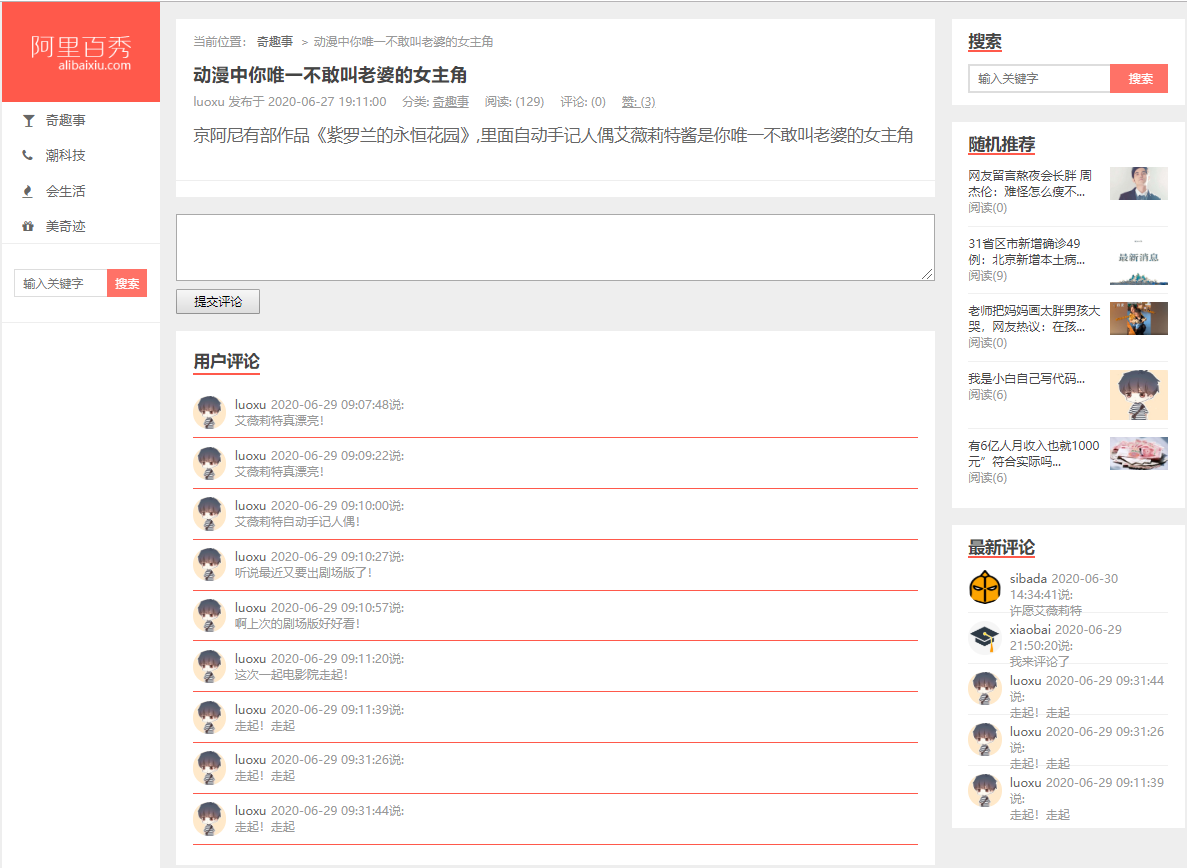 阿里百秀
alibaixiu.com
奇趣事
潮科技
会生活
美奇迹
输入关键字 搜索
当前位置： 奇趣事 > 动漫中你唯一不敢叫老婆的女主角
动漫中你唯一不敢叫老婆的女主角
luoxu 发布于 2020-06-27 19:11:00 分类: 奇趣事 阅读: (129) 评论: (0) 赞: (3)
京阿尼有部作品《紫罗兰的永恒花园》,里面自动手记人偶艾薇莉特酱是你唯一不敢叫老婆的女主角
提交评论
用户评论
luoxu 2020-06-29 09:07:48说:
艾薇莉特真漂亮！
luoxu 2020-06-29 09:09:22说:
艾薇莉特真漂亮！
luoxu 2020-06-29 09:10:00说:
艾薇莉特自动手记人偶！
luoxu 2020-06-29 09:10:27说:
听说最近又要出剧场版了！
luoxu 2020-06-29 09:10:57说:
啊上次的剧场版好好看！
luoxu 2020-06-29 09:11:20说:
这次一起电影院走起！
luoxu 2020-06-29 09:11:39说:
走起！走起
luoxu 2020-06-29 09:31:26说:
走起！走起
luoxu 2020-06-29 09:31:44说:
走起！走起
搜索
输入关键字 搜索
随机推荐
网友留言熬夜会长胖 周
杰伦：难怪怎么瘦不...
阅读(0)
31省区市新增确诊49
例：北京新增本土病...
阅读(9)
最新消息
老师把妈妈画太胖男孩大
哭，网友热议：在孩...
阅读(0)
我是小白自己写代码...
阅读(6)
有6亿人月收入也就1000
元”符合实际吗...
阅读(6)
最新评论
sibada 2020-06-30
14:34:41说:
许愿艾薇莉特
xiaobai 2020-06-29
21:50:20说:
我来评论了
luoxu 2020-06-29 09:31:44
说:
走起！走起
luoxu 2020-06-29 09:31:26
说:
走起！走起
luoxu 2020-06-29 09:11:39
说:
走起！走起